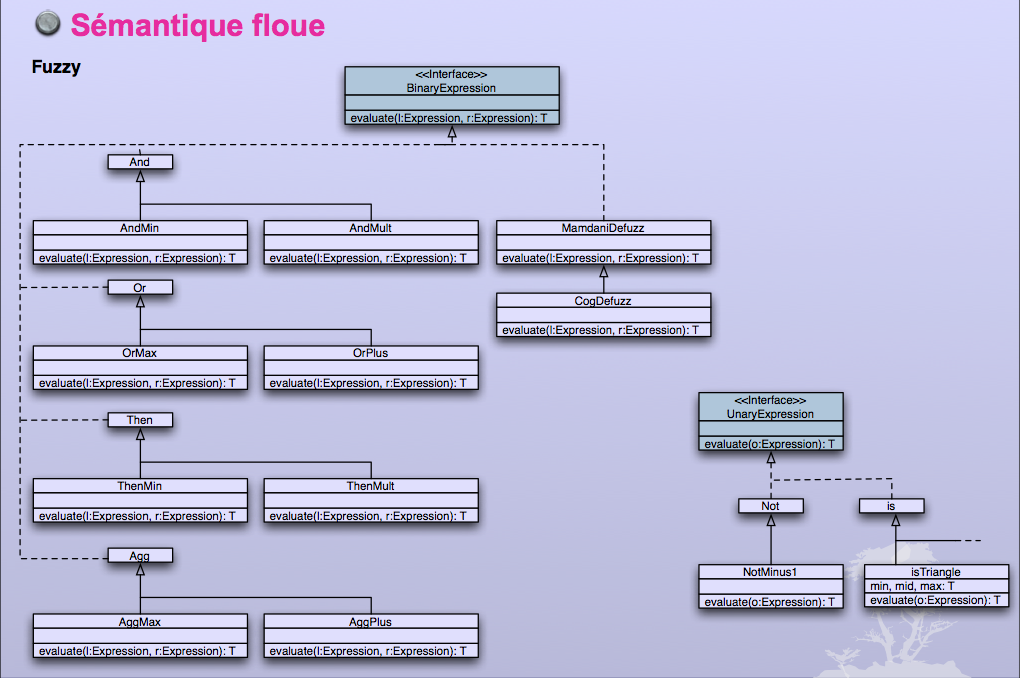 Sémantique floue
Fuzzy
<<Interface>>
BinaryExpression
evaluate(l:Expression, r:Expression): T
And
AndMin
evaluate(l:Expression, r:Expression): T
AndMult
evaluate(l:Expression, r:Expression): T
MamdaniDefuzz
evaluate(l:Expression, r:Expression): T
CogDefuzz
evaluate(l:Expression, r:Expression): T
Or
OrMax
evaluate(l:Expression, r:Expression): T
OrPlus
evaluate(l:Expression, r:Expression): T
Then
ThenMin
evaluate(l:Expression, r:Expression): T
ThenMult
evaluate(l:Expression, r:Expression): T
Agg
AggMax
evaluate(l:Expression, r:Expression): T
AggPlus
evaluate(l:Expression, r:Expression): T
<<Interface>>
UnaryExpression
evaluate(o:Expression): T
Not
is
NotMinus1
evaluate(o:Expression): T
isTriangle
min, mid, max: T
evaluate(o:Expression): T